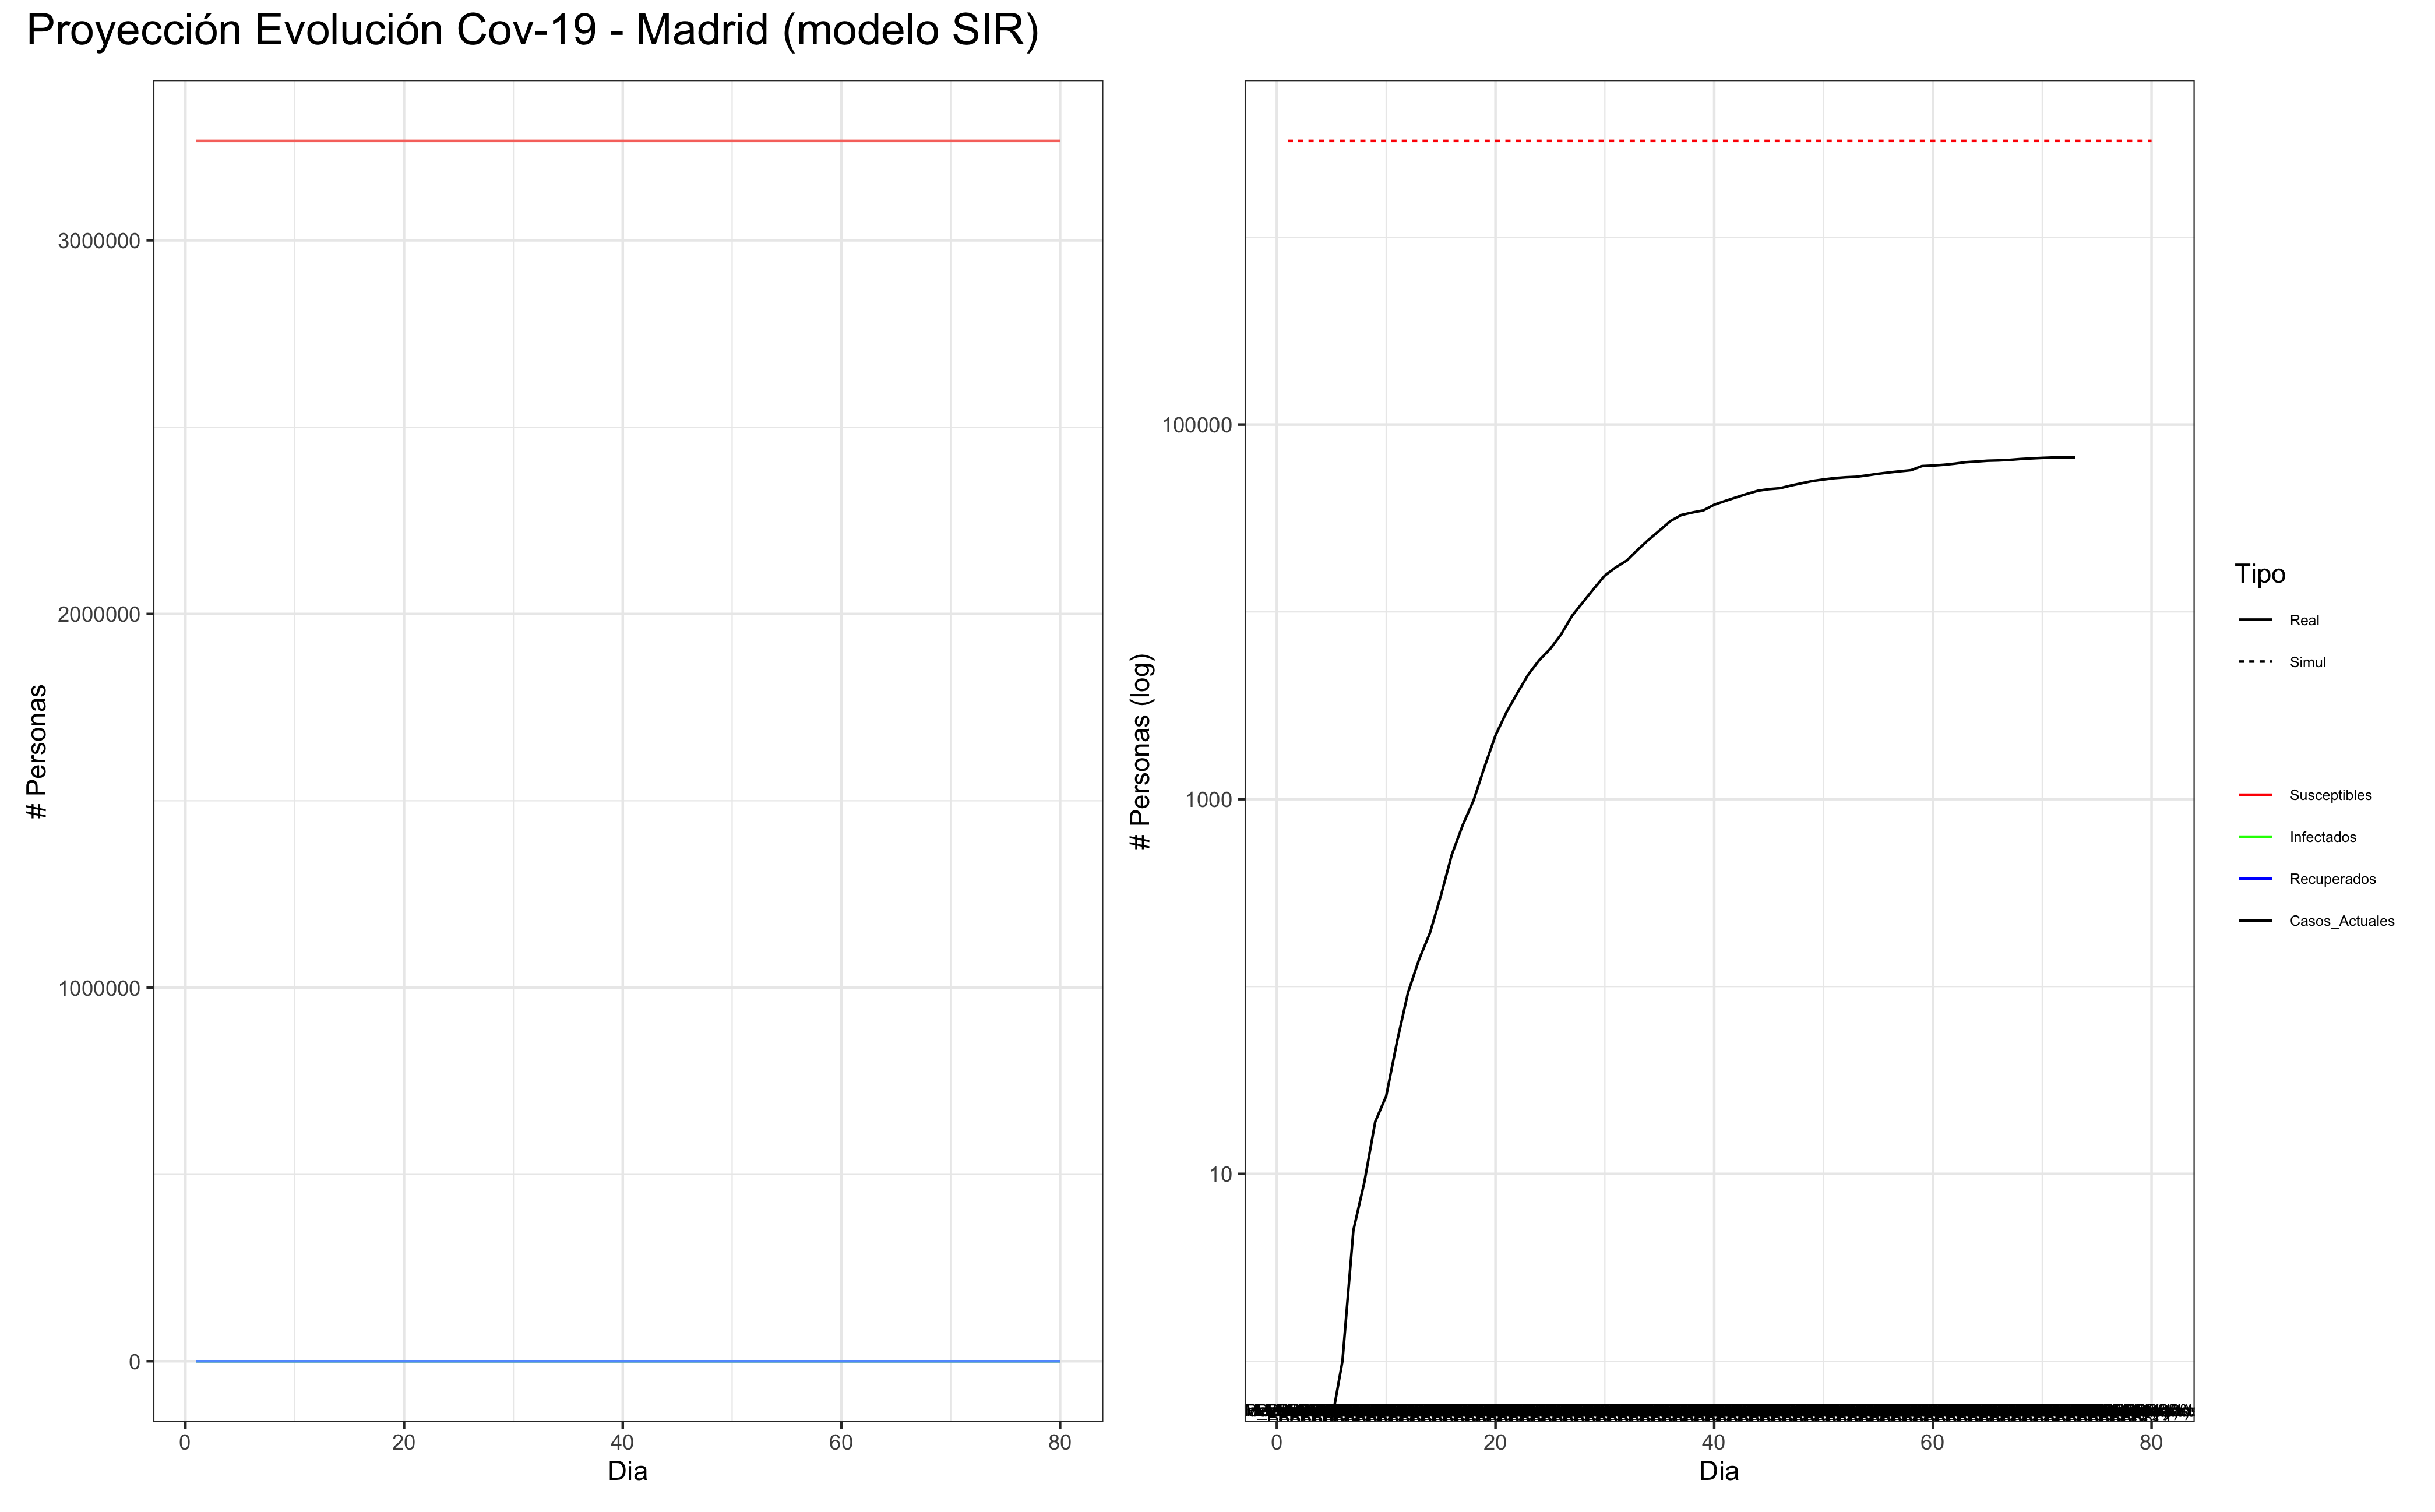 Proyección Evolución Cov-19 - Madrid (modelo SIR)
# Personas
3000000
2000000
1000000
0
0 20 40 60 80
Dia
# Personas (log)
100000
1000
10
0 20 40 60 80
Dia
Tipo
Real
Simul
Susceptibles
Infectados
Recuperados
Casos_Actuales